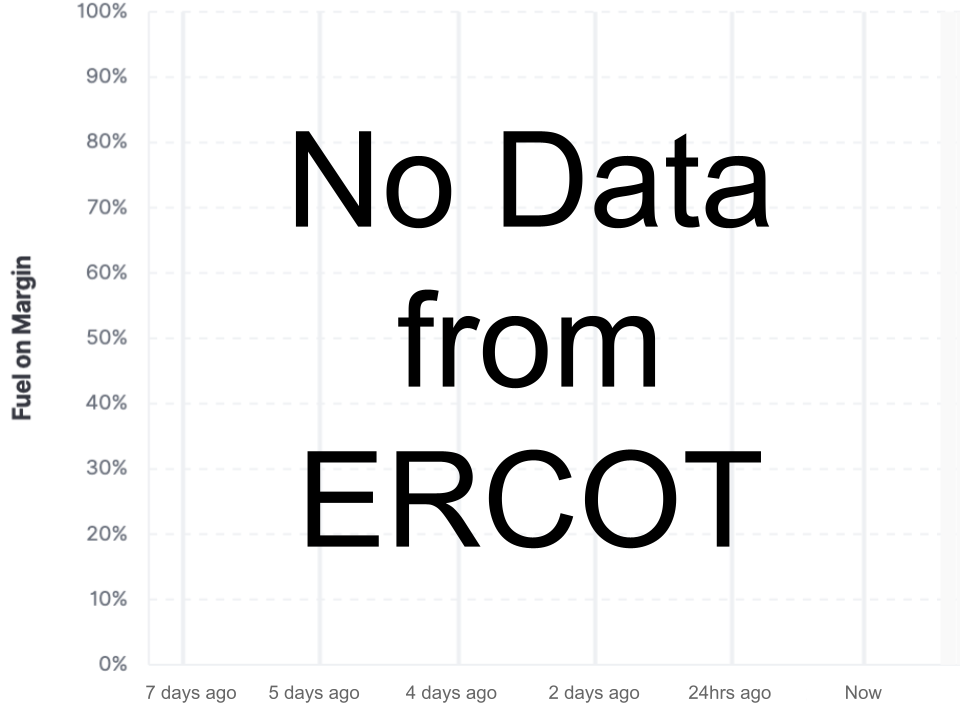 100%
90%
80%
70%
60%
50%
40%
30%
20%
10%
0%
Fuel on Margin
No Data
from
ERCOT
7 days ago
5 days ago
4 days ago
2 days ago
24hrs ago
Now